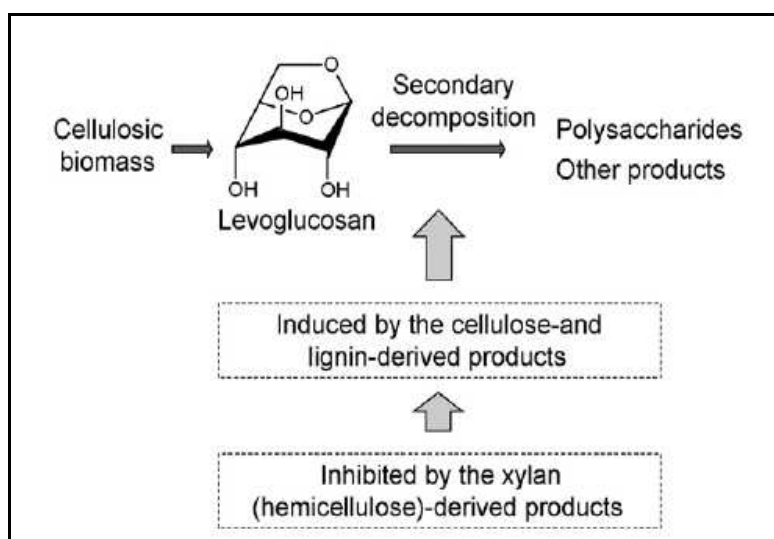 Cellulosic
biomass
O
OH
O
OH
OH
Levoglucosan
Secondary
decomposition
Polysaccharides
Other products
Induced by the cellulose-and
lignin-derived products
Inhibited by the xylan
(hemicellulose)-derived products